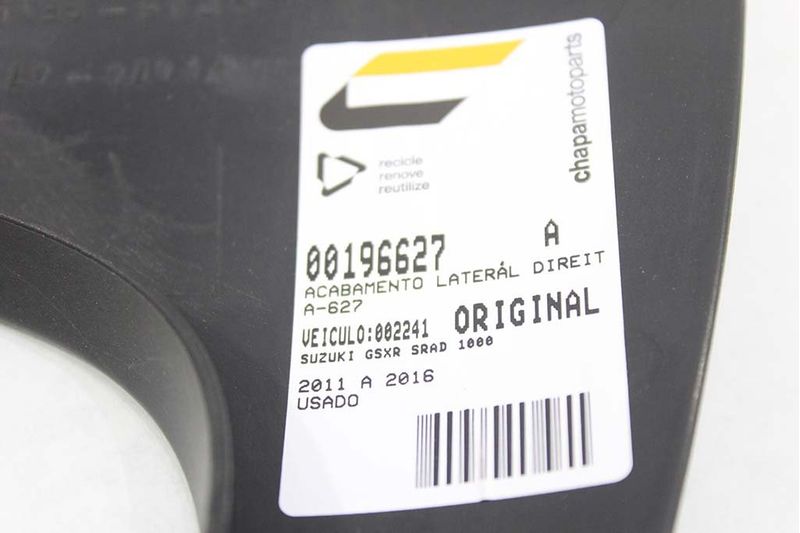 chapamotoparts
recicle
renove
reutilize
00196627 A
ACABAMENTO LATERÁL DIREIT
A-627
VEICULO:002241 ORIGINAL
SUZUKI GSXR SRAD 1000
2011 A 2016
USADO